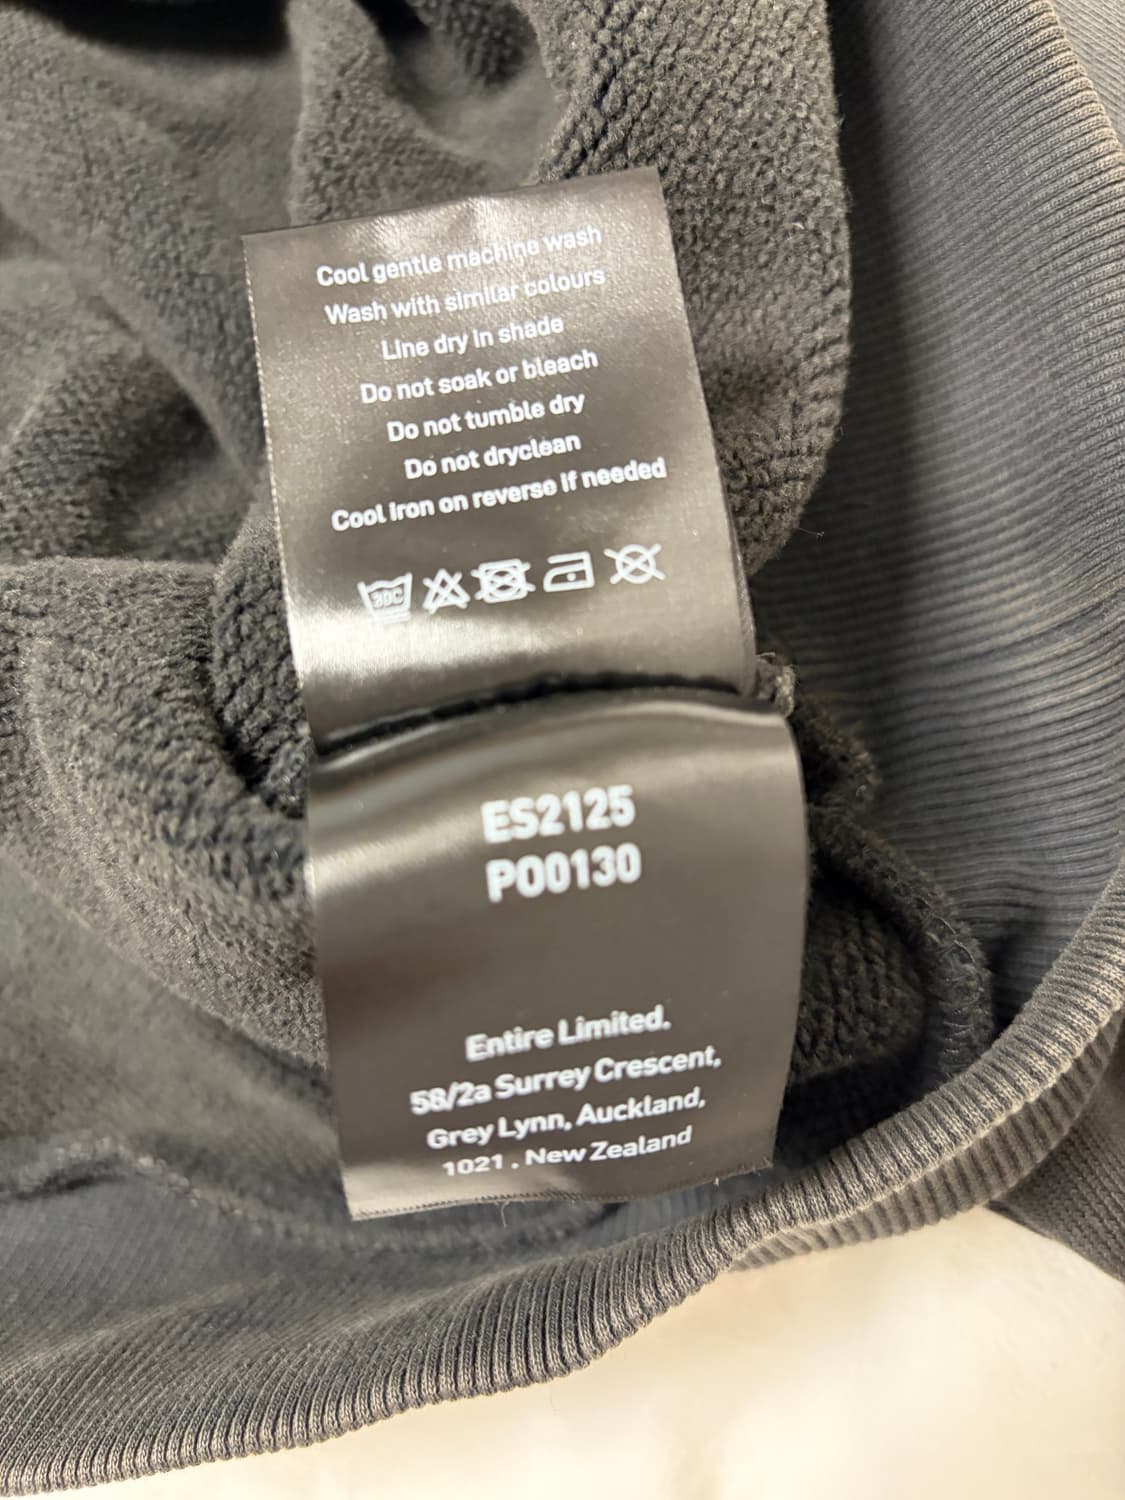 Cool gentle machine wash
Wash with similar colours
Line dry in shade
Do not soak or bleach
Do not tumble dry
Do not dryclean
Cool iron on reverse if needed
30C
ES2125
PO0130
Entire Limited.
58/2a Surrey Crescent,
Grey Lynn, Auckland,
1021 . New Zealand